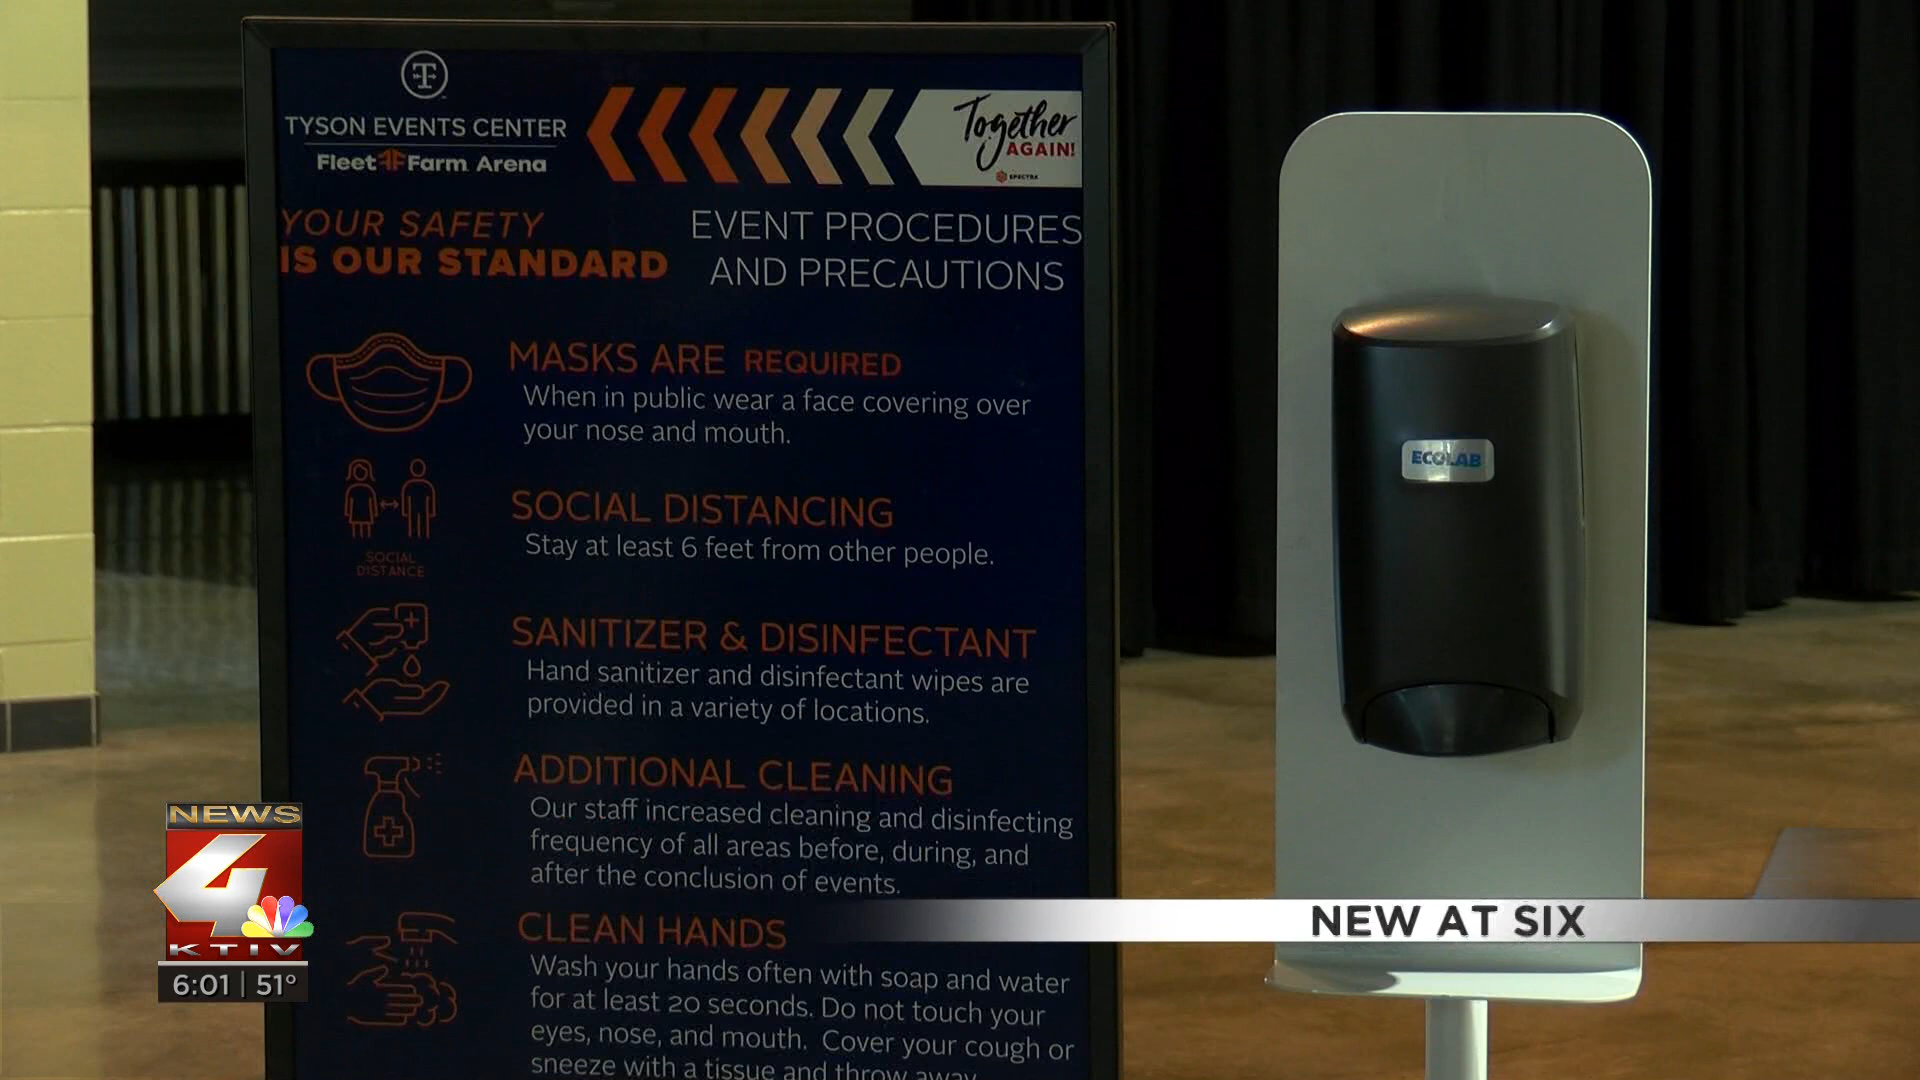 TYSON EVENTS CENTER
Fleet Farm Arena
Together
AGAIN!
SPECTRA
YOUR SAFETY
IS OUR STANDARD
EVENT PROCEDURES
AND PRECAUTIONS
MASKS ARE REQUIRED
When in public wear a face covering over
your nose and mouth.
SOCIAL
DISTANCE
SOCIAL DISTANCING
Stay at least 6 feet from other people.
SANITIZER & DISINFECTANT
Hand sanitizer and disinfectant wipes are
provided in a variety of locations.
ADDITIONAL CLEANING
Our staff increased cleaning and disinfecting
frequency of all areas before, during, and
after the conclusion of events.
CLEAN HANDS
Wash your hands often with soap and water
for at least 20 seconds. Do not touch your
eyes, nose, and mouth. Cover your cough or
sneeze with a tissue and throw away
ECOLAB
NEWS
4
KTIV
6:01 | 51°
NEW AT SIX